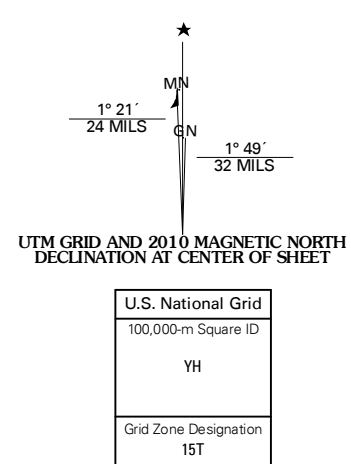 ★
MN
1° 21´
24 MILS
GN
1° 49´
32 MILS
UTM GRID AND 2010 MAGNETIC NORTH
DECLINATION AT CENTER OF SHEET
U.S. National Grid
100,000-m Square ID
YH
Grid Zone Designation
15T